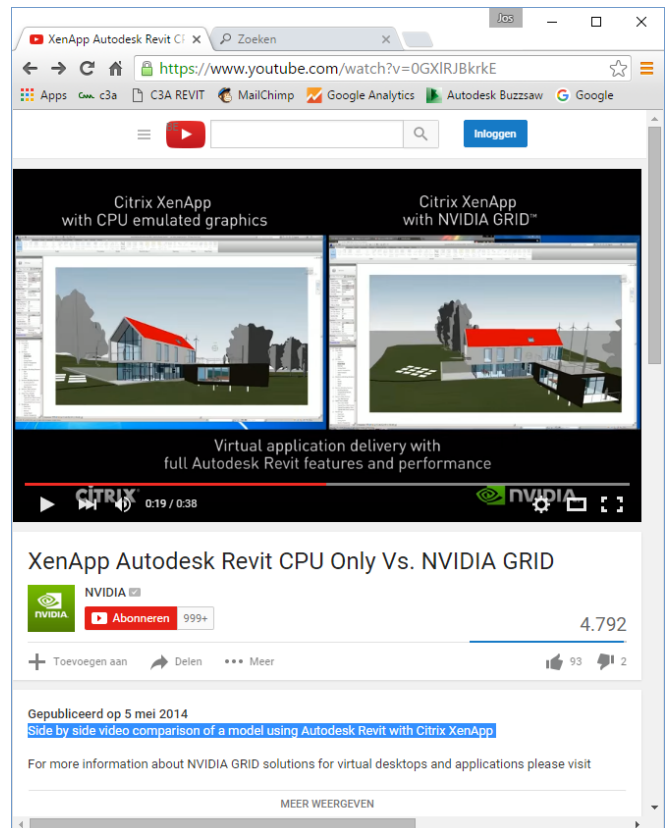 Jos
XenApp Autodesk Revit CP
Zoeken
https://www.youtube.com/watch?v=0GXlRJBkrkE
Apps c3a C3A REVIT MailChimp Google Analytics Autodesk Buzzsaw Google
Inloggen
Citrix XenApp
with CPU emulated graphics
Citrix XenApp
with NVIDIA GRID™
Virtual application delivery with
full Autodesk Revit features and performance
CITRIX
NVIDIA
0:19 / 0:38
XenApp Autodesk Revit CPU Only Vs. NVIDIA GRID
NVIDIA
Abonneren 999+
4.792
Toevoegen aan Delen Meer 93 2
Gepubliceerd op 5 mei 2014
Side by side video comparison of a model using Autodesk Revit with Citrix XenApp
For more information about NVIDIA GRID solutions for virtual desktops and applications please visit
MEER WEERGEVEN